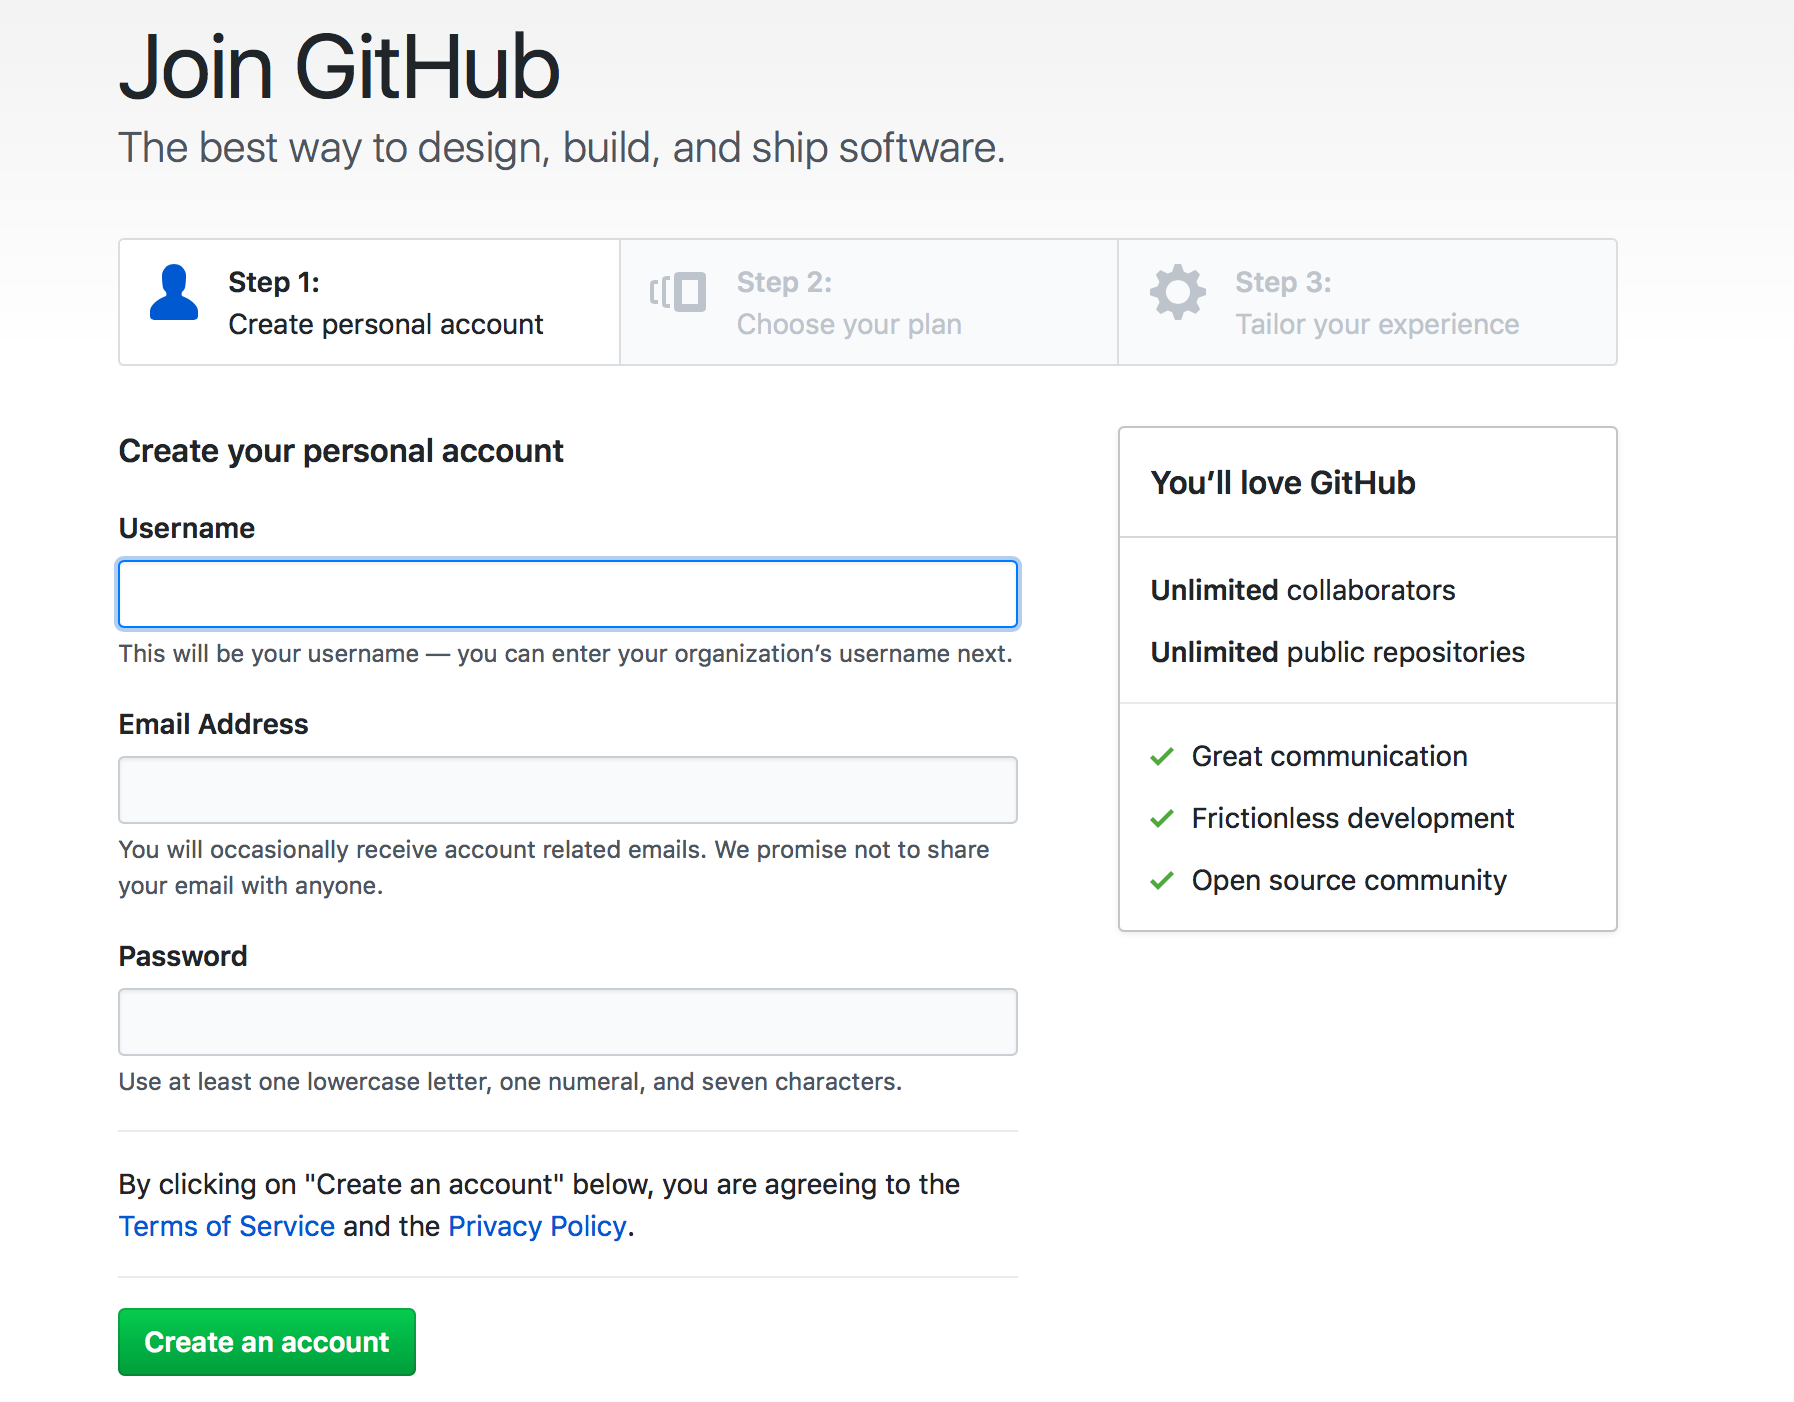 Join GitHub
The best way to design, build, and ship software.
Step 1:
Create personal account
Step 2:
Choose your plan
Step 3:
Tailor your experience
Create your personal account
Username
This will be your username — you can enter your organization’s username next.
Email Address
You will occasionally receive account related emails. We promise not to share
your email with anyone.
Password
Use at least one lowercase letter, one numeral, and seven characters.
By clicking on "Create an account" below, you are agreeing to the
Terms of Service and the Privacy Policy.
Create an account
You’ll love GitHub
Unlimited collaborators
Unlimited public repositories
Great communication
Frictionless development
Open source community